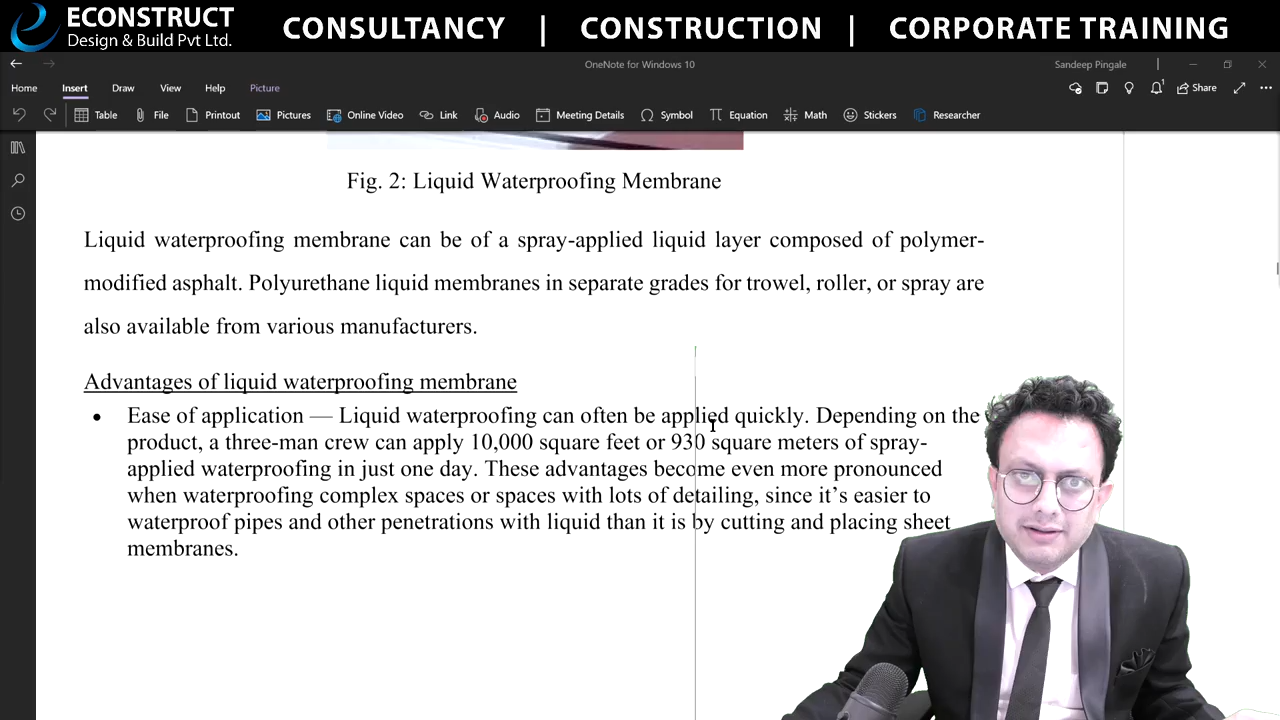 ECONSTRUCT
Design & Build Pvt Ltd.
CONSULTANCY | CONSTRUCTION | CORPORATE TRAINING
OneNote for Windows 10
Sandeep Pingale
Home Insert Draw View Help Picture
Share
Table File Printout Pictures Online Video Link Audio Meeting Details Symbol Equation Math Stickers Researcher
Fig. 2: Liquid Waterproofing Membrane
Liquid waterproofing membrane can be of a spray-applied liquid layer composed of polymer-
modified asphalt. Polyurethane liquid membranes in separate grades for trowel, roller, or spray are
also available from various manufacturers.
Advantages of liquid waterproofing membrane
• Ease of application — Liquid waterproofing can often be applied quickly. Depending on the
product, a three-man crew can apply 10,000 square feet or 930 square meters of spray-
applied waterproofing in just one day. These advantages become even more pronounced
when waterproofing complex spaces or spaces with lots of detailing, since it’s easier to
waterproof pipes and other penetrations with liquid than it is by cutting and placing sheet
membranes.